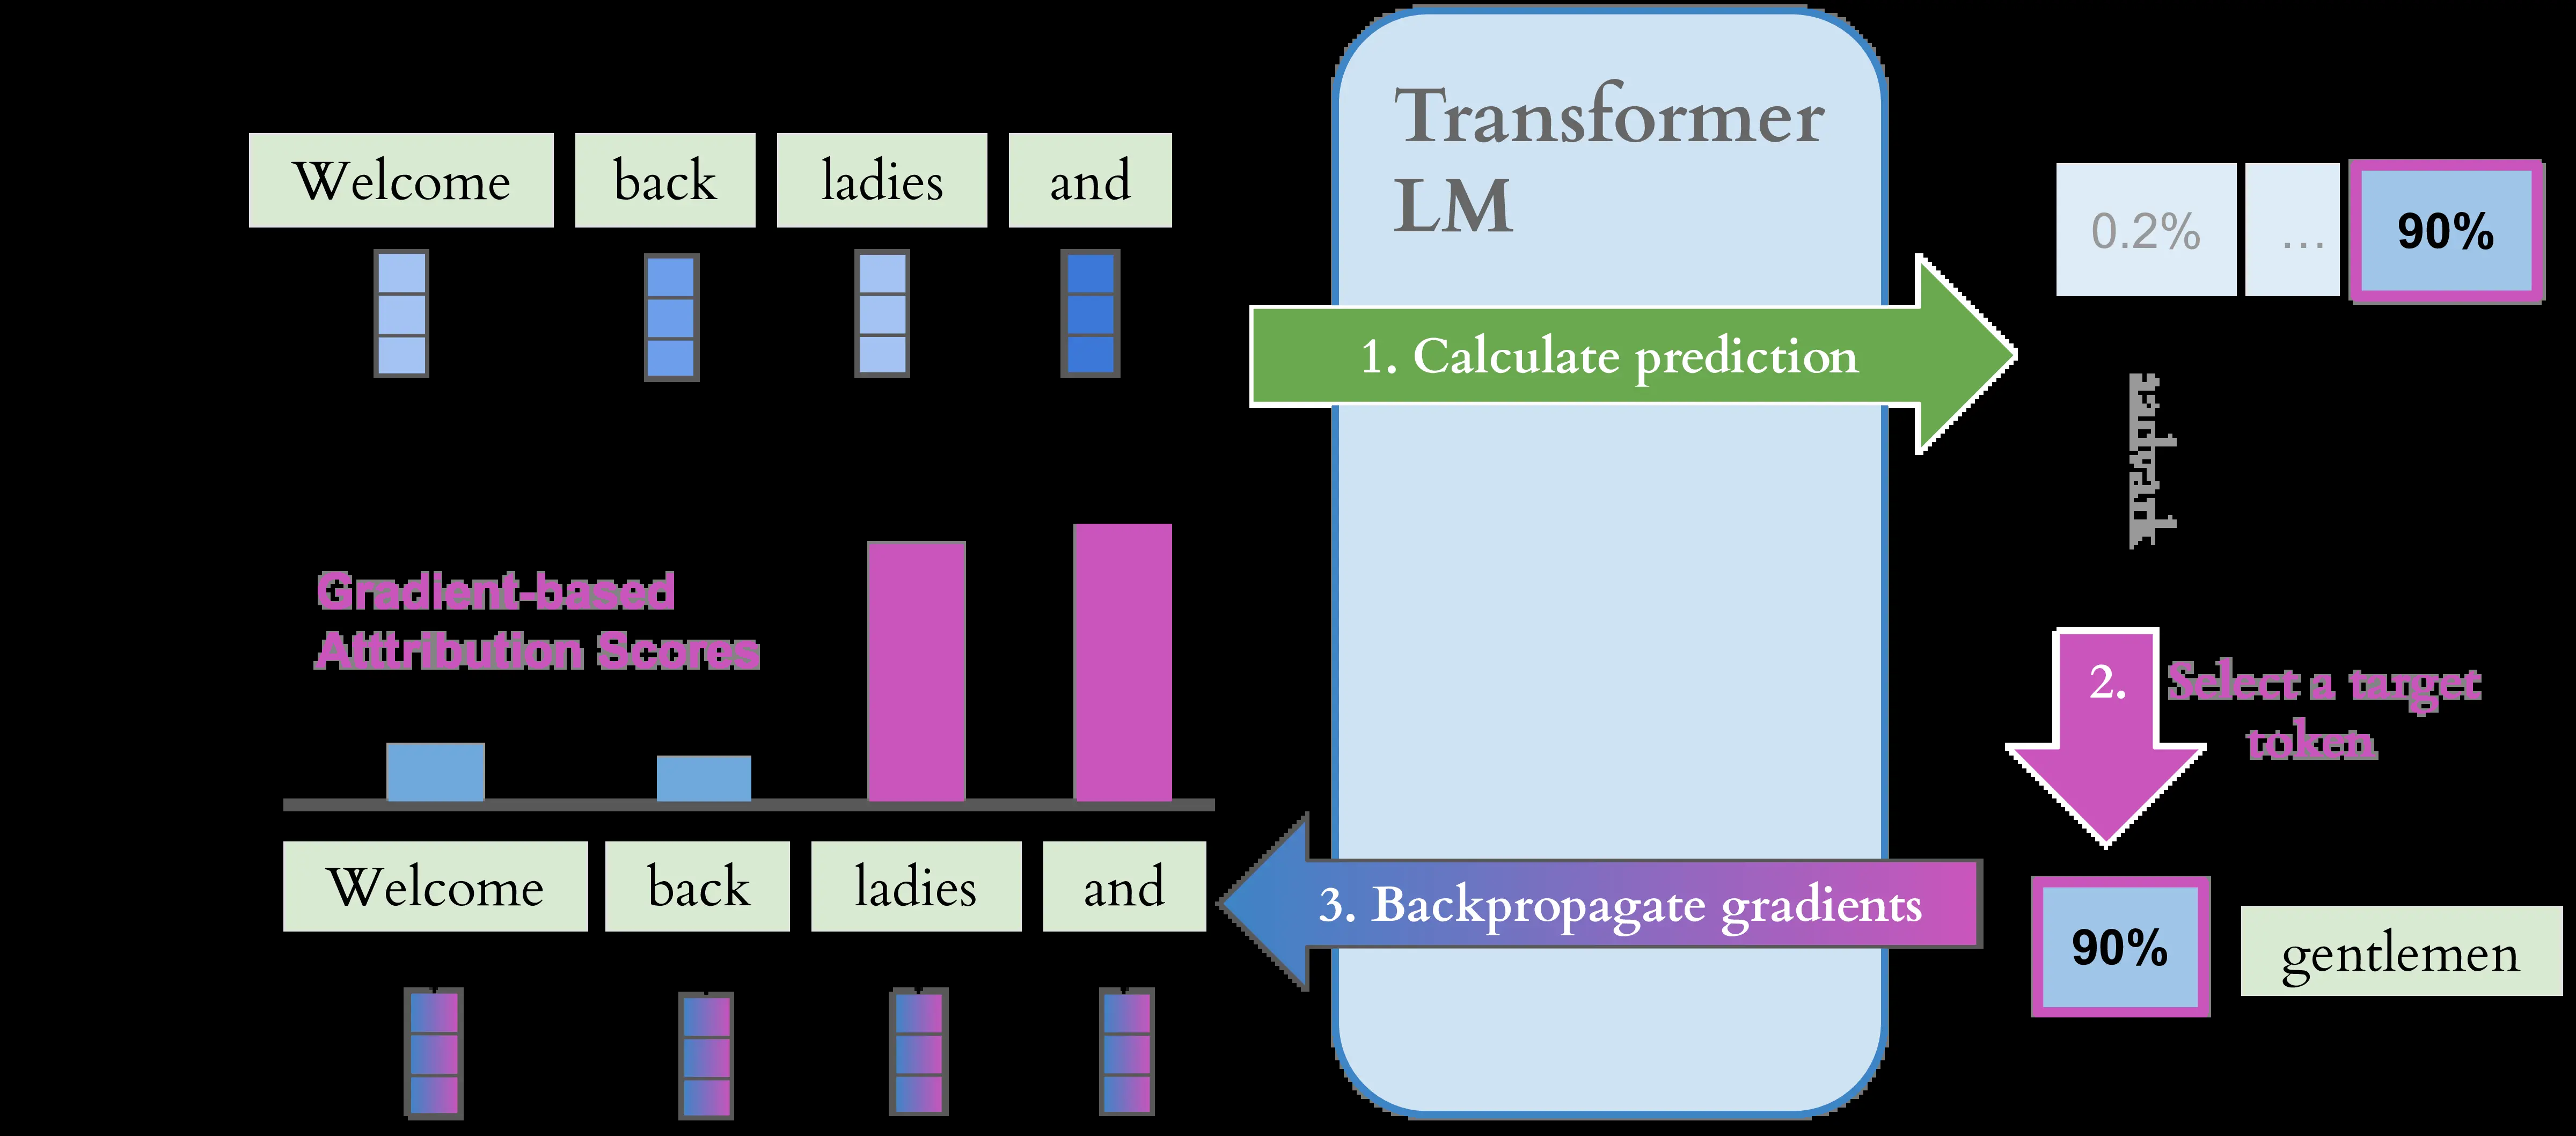 Transformer
LM
Welcome back ladies and
0.2% ... 90%
1. Calculate prediction
Gradient-based
Attribution Scores
2. Select a target
token
Welcome back ladies and
3. Backpropagate gradients
90% gentlemen